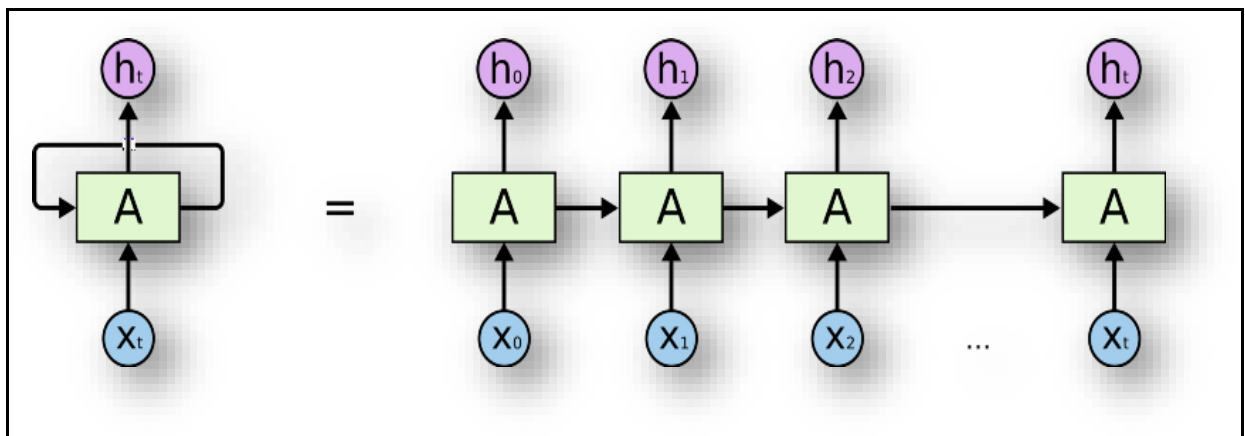 hₜ h₀ h₁ h₂ hₜ
A = A A A A
xₜ x₀ x₁ x₂ ... xₜ